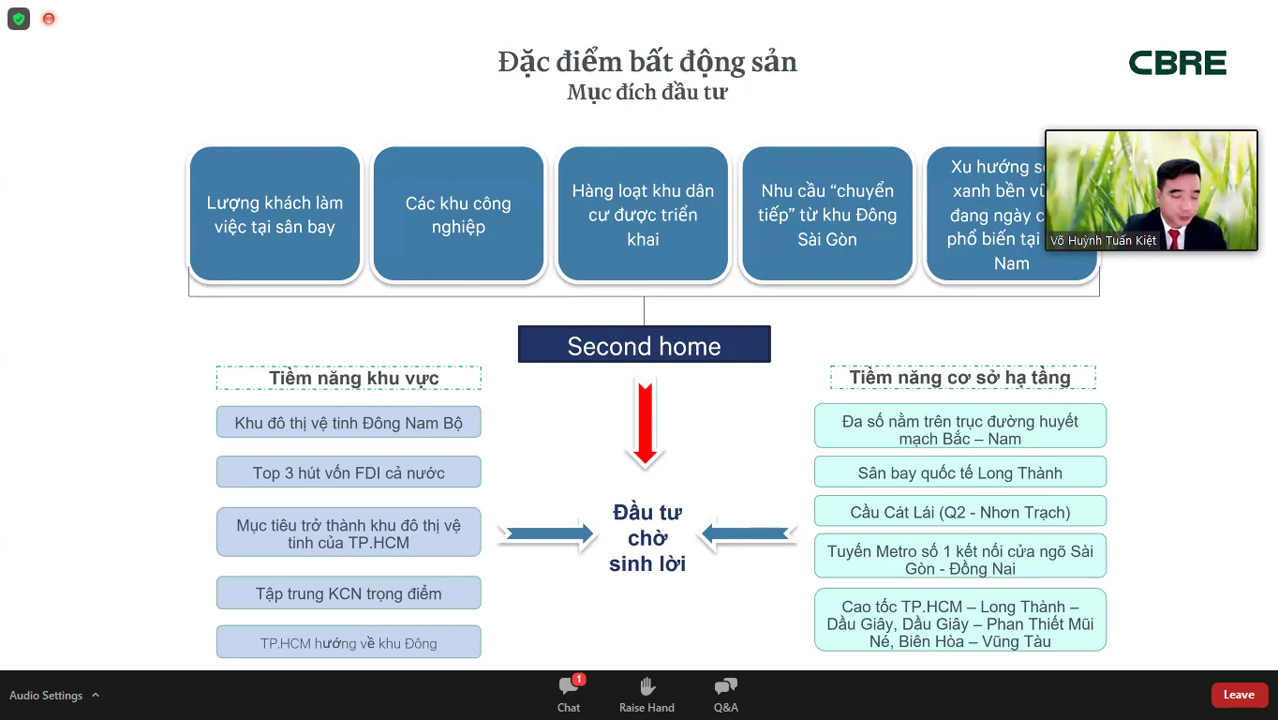 Đặc điểm bất động sản
Mục đích đầu tư
CBRE
Lượng khách làm
việc tại sân bay
Các khu công
nghiệp
Hàng loạt khu dân
cư được triển
khai
Nhu cầu “chuyển
tiếp” từ khu Đông
Sài Gòn
Xu hướng
xanh bền
đang ngày
phổ biến tại
Nam
Võ Huỳnh Tuấn Kiệt
Second home
Tiềm năng khu vực
Khu đô thị vệ tinh Đông Nam Bộ
Top 3 hút vốn FDI cả nước
Mục tiêu trở thành khu đô thị vệ
tinh của TP.HCM
Tập trung KCN trọng điểm
TP.HCM hướng về khu Đông
Đầu tư
chờ
sinh lời
Tiềm năng cơ sở hạ tầng
Đa số nằm trên trục đường huyết
mạch Bắc – Nam
Sân bay quốc tế Long Thành
Cầu Cát Lái (Q2 - Nhơn Trạch)
Tuyến Metro số 1 kết nối cửa ngõ Sài
Gòn - Đồng Nai
Cao tốc TP.HCM – Long Thành –
Dầu Giây, Dầu Giây – Phan Thiết Mũi
Né, Biên Hòa – Vũng Tàu
Audio Settings
1
Chat
Raise Hand
Q&A
Leave